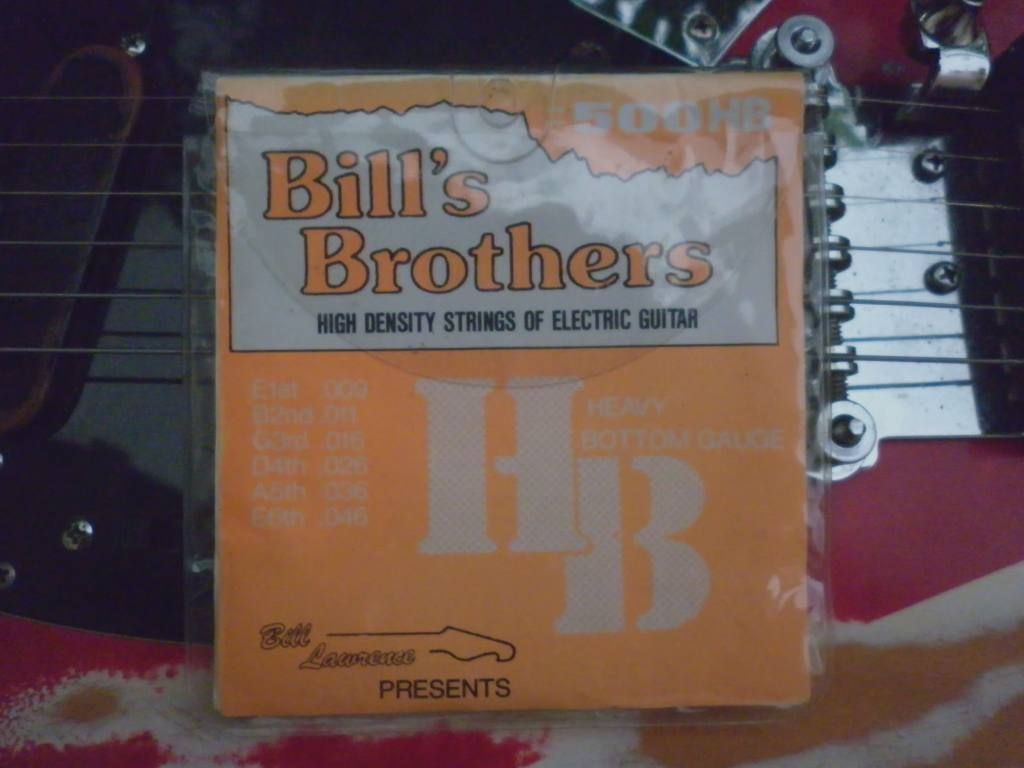 500HB
Bill's
Brothers
HIGH DENSITY STRINGS OF ELECTRIC GUITAR
E1st .009
B2nd .011
G3rd .016
D4th .026
A5th .036
E6th .046
HEAVY
BOTTOM GAUGE
HB
Bill
Lawrence
PRESENTS